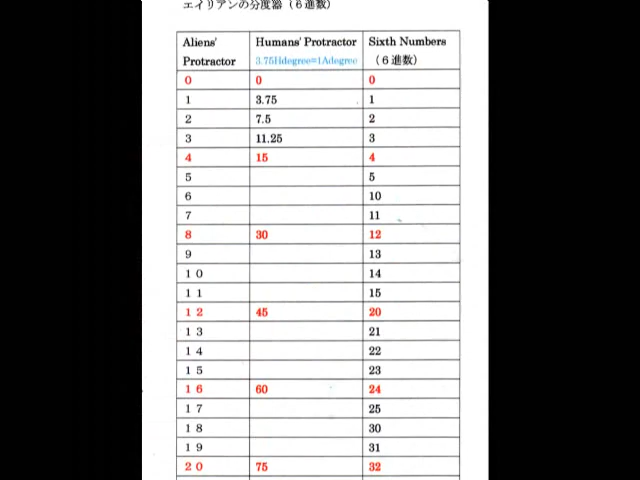 エイリアンの分度器（６進数）
Aliens' Protractor Humans' Protractor 3.75Hdegree=1Adegree Sixth Numbers （６進数）
0 0 0
1 3.75 1
2 7.5 2
3 11.25 3
4 15 4
5 5
6 10
7 11
8 30 12
9 13
１０ 14
１１ 15
１２ 45 20
１３ 21
１４ 22
１５ 23
１６ 60 24
１７ 25
１８ 30
１９ 31
２０ 75 32